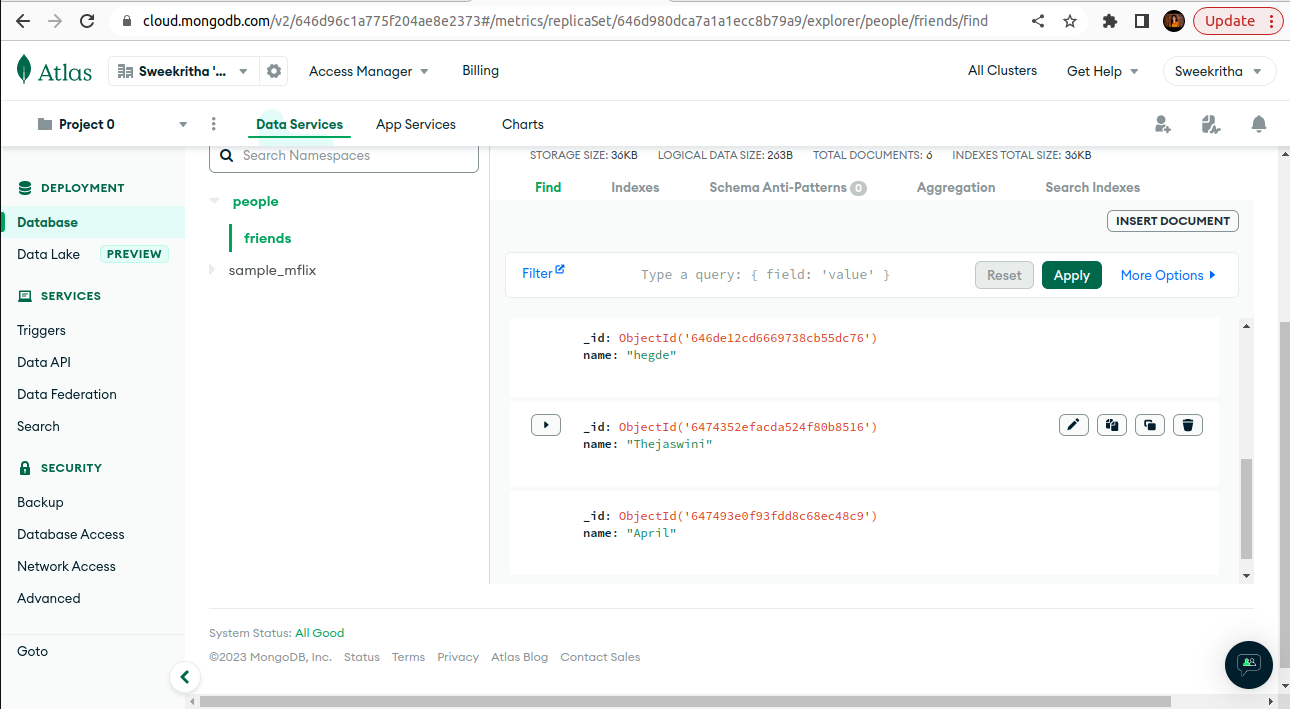 cloud.mongodb.com/v2/646d96c1a775f204ae8e2373#/metrics/replicaSet/646d980dca7a1a1ecc8b79a9/explorer/people/friends/find
Update
Atlas
Sweekritha '...
Access Manager
Billing
All Clusters
Get Help
Sweekritha
Project 0
Data Services
App Services
Charts
DEPLOYMENT
Database
Data Lake PREVIEW
SERVICES
Triggers
Data API
Data Federation
Search
SECURITY
Backup
Database Access
Network Access
Advanced
Goto
Search Namespaces
people
friends
sample_mflix
STORAGE SIZE: 36KB LOGICAL DATA SIZE: 263B TOTAL DOCUMENTS: 6 INDEXES TOTAL SIZE: 36KB
Find Indexes Schema Anti-Patterns 0 Aggregation Search Indexes
INSERT DOCUMENT
Filter Type a query: { field: 'value' } Reset Apply More Options
_id: ObjectId('646de12cd6669738cb55dc76')
name: "hegde"
_id: ObjectId('6474352efacda524f80b8516')
name: "Thejaswini"
_id: ObjectId('647493e0f93fdd8c68ec48c9')
name: "April"
System Status: All Good
©2023 MongoDB, Inc. Status Terms Privacy Atlas Blog Contact Sales